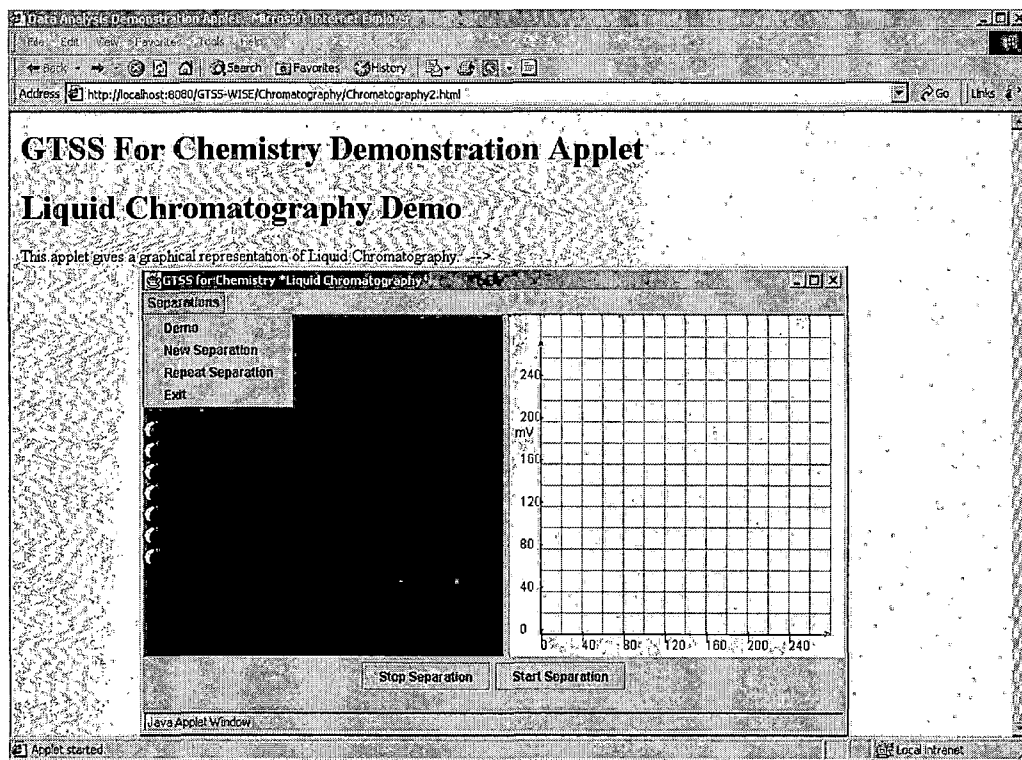 Data Analysis Demonstration Applet - Microsoft Internet Explorer
File Edit View Favorites Tools Help
Back Search Favorites History
Address http://localhost:8080/GTSS-WISE/Chromatography/Chromatography2.html Go Links
GTSS For Chemistry Demonstration Applet
Liquid Chromatography Demo
This applet gives a graphical representation of Liquid Chromatography. -->
GTSS for Chemistry *Liquid Chromatography*
Separations
Demo
New Separation
Repeat Separation
Exit
240
200
mV
160
120
80
40
0
0 40 80 120 160 200 240
Stop Separation Start Separation
Java Applet Window
Applet started Local intranet